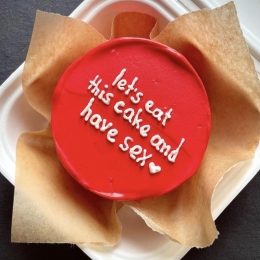 let's eat
this cake and
have sex ♥